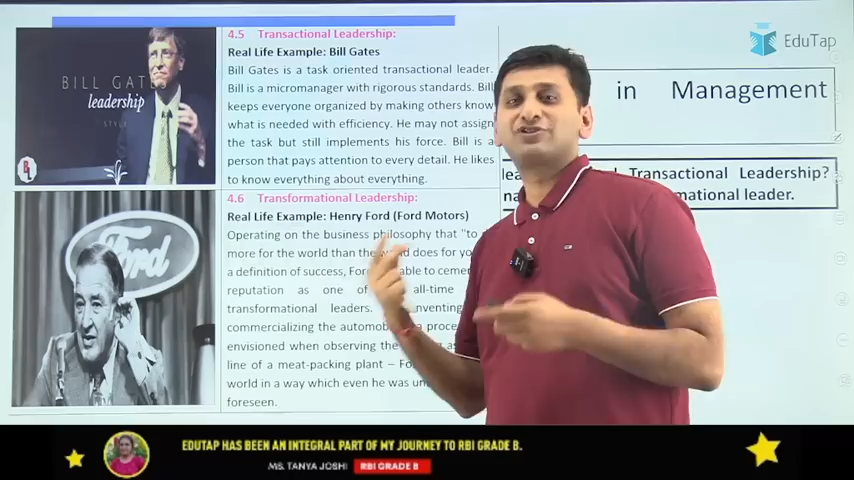 EduTap
BILL GATES
leadership
STYLE
BL
4.5 Transactional Leadership:
Real Life Example: Bill Gates
Bill Gates is a task oriented transactional leader.
Bill is a micromanager with rigorous standards. Bill
keeps everyone organized by making others know
what is needed with efficiency. He may not assign
the task but still implements his force. Bill is a
person that pays attention to every detail. He likes
to know everything about everything.
in Management
Transactional Leadership?
leader.
Ford
4.6 Transformational Leadership:
Real Life Example: Henry Ford (Ford Motors)
Operating on the business philosophy that "to
more for the world than the world does for
a definition of success, to
reputation as one of all-time
transformational leaders.
commercializing the
envisioned when observing the
line of a meat-packing plant –
world in a way which even he was
foreseen.
EDUTAP HAS BEEN AN INTEGRAL PART OF MY JOURNEY TO RBI GRADE B.
MS. TANYA JOSHI RBI GRADE B